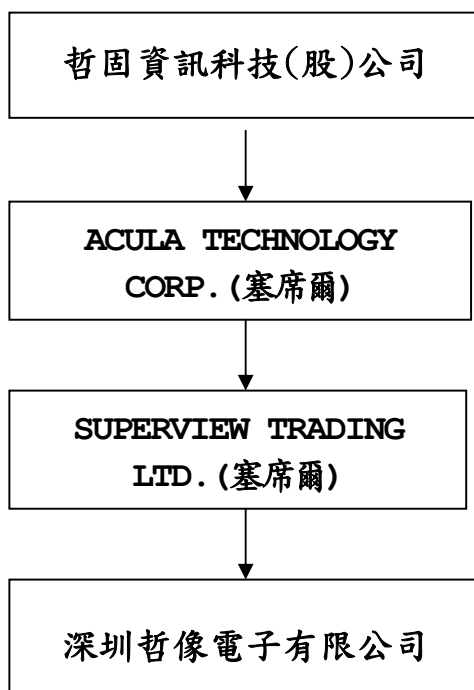 哲固資訊科技(股)公司
ACULA TECHNOLOGY
CORP.(塞席爾)
SUPERVIEW TRADING
LTD.(塞席爾)
深圳哲像電子有限公司